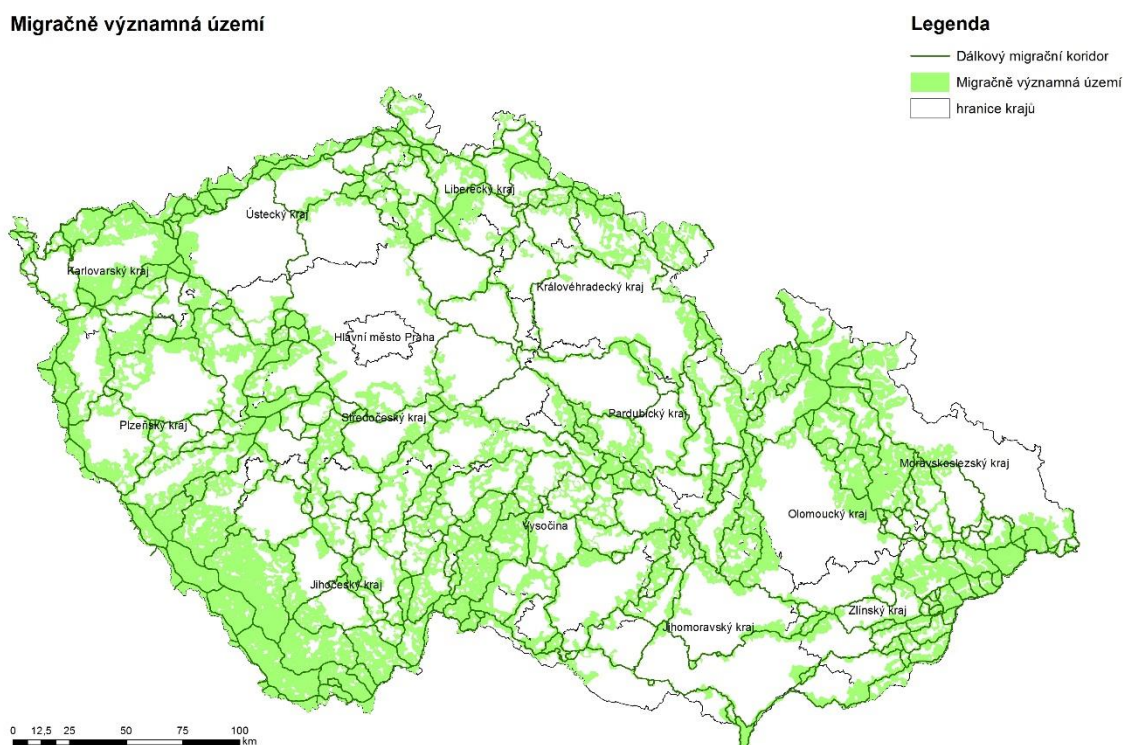 Migračně významná území
Legenda
Dálkový migrační koridor
Migračně významná území
hranice krajů
Liberecký kraj
Ústecký kraj
Karlovarský kraj
Královéhradecký kraj
Hlavní město Praha
Středočeský kraj
Pardubický kraj
Plzeňský kraj
Moravskoslezský kraj
Olomoucký kraj
Vysočina
Jihočeský kraj
Zlínský kraj
Jihomoravský kraj
0 12,5 25 50 75 100
km